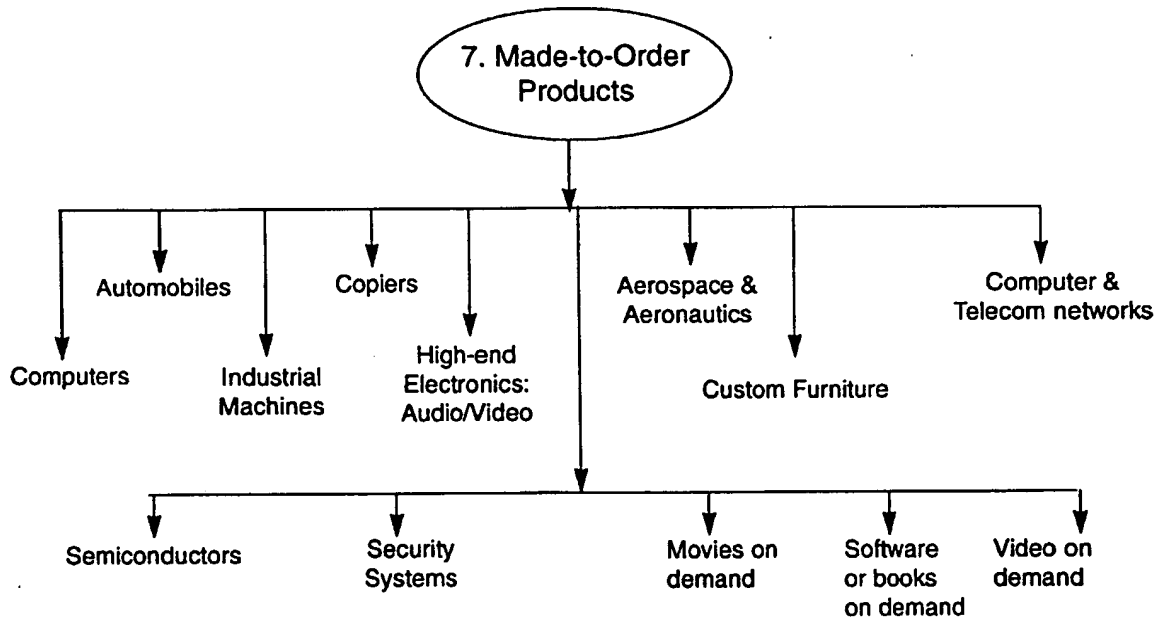 7. Made-to-Order
Products
Automobiles
Copiers
Aerospace &
Aeronautics
Computer &
Telecom networks
Computers
Industrial
Machines
High-end
Electronics:
Audio/Video
Custom Furniture
Semiconductors
Security
Systems
Movies on
demand
Software
or books
on demand
Video on
demand